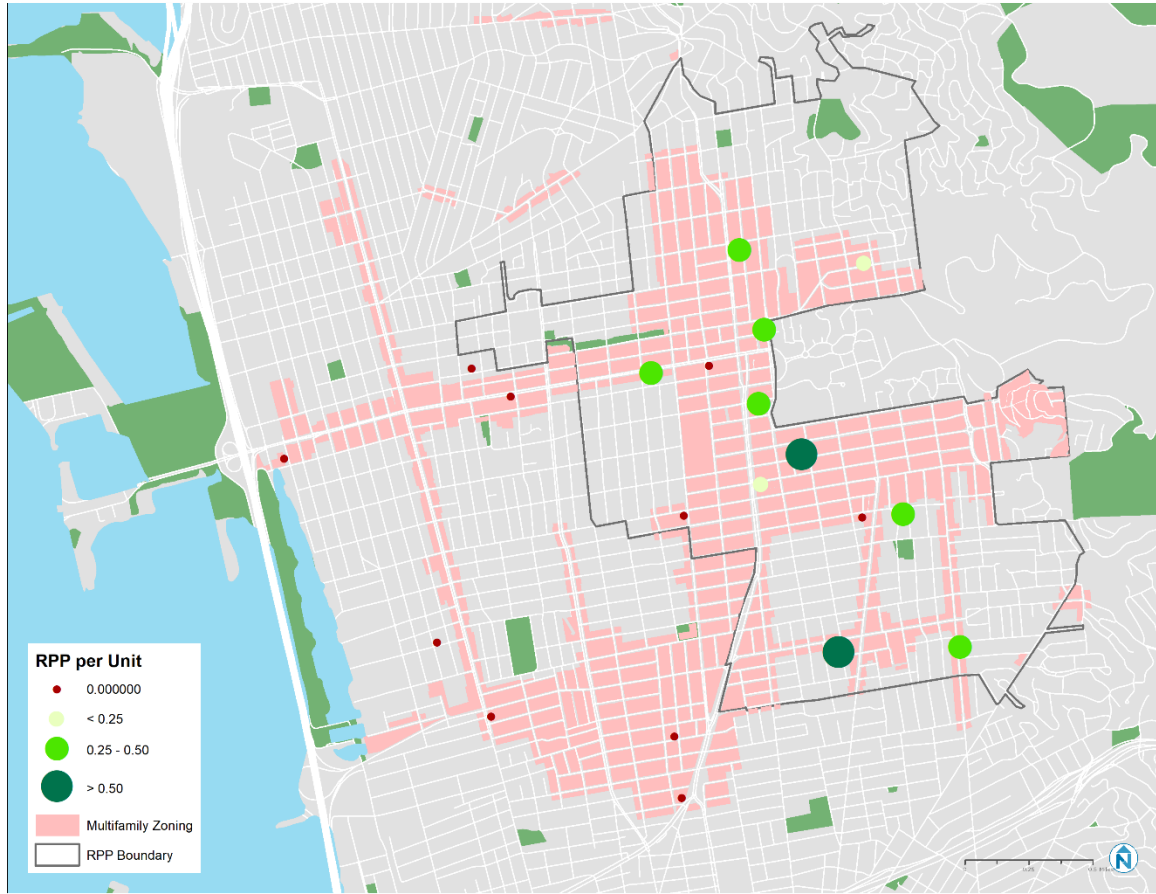 RPP per Unit
0.000000
< 0.25
0.25 - 0.50
> 0.50
Multifamily Zoning
RPP Boundary
N